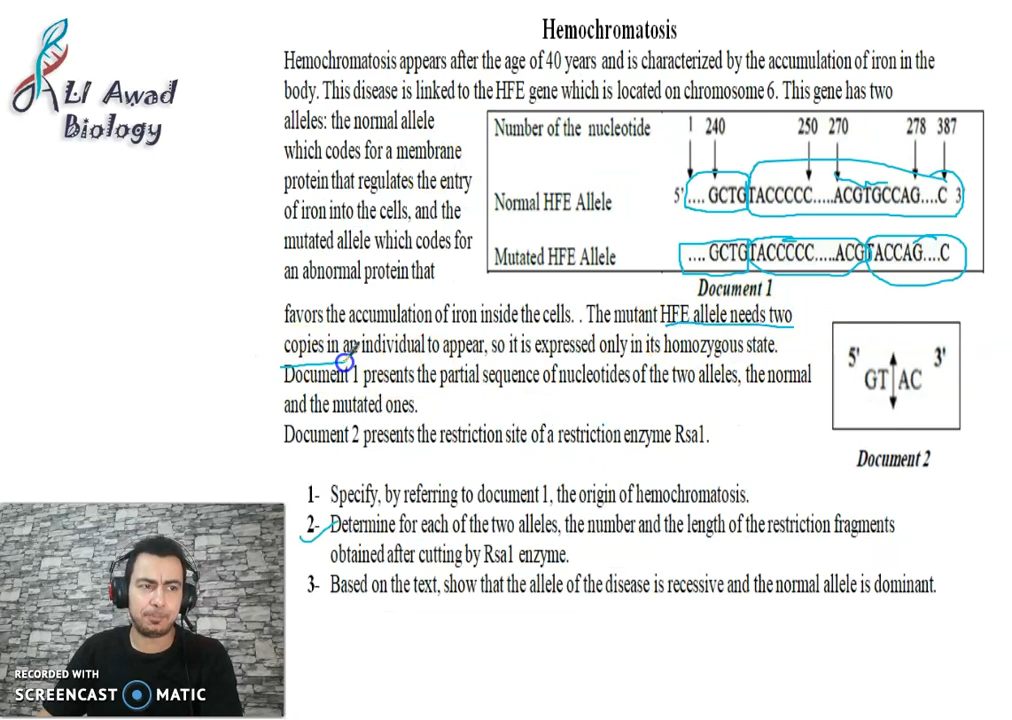 ALI Awad
Biology
Hemochromatosis
Hemochromatosis appears after the age of 40 years and is characterized by the accumulation of iron in the
body. This disease is linked to the HFE gene which is located on chromosome 6. This gene has two
alleles: the normal allele
which codes for a membrane
protein that regulates the entry
of iron into the cells, and the
mutated allele which codes for
an abnormal protein that
Number of the nucleotide 1 240 250 270 278 387
Normal HFE Allele 5' .... GCTGTACCCCC.....ACGTGCCAG....C 3
Mutated HFE Allele .... GCTGTACCCCC.....ACGTACCAG....C
Document 1
favors the accumulation of iron inside the cells. . The mutant HFE allele needs two
copies in an individual to appear, so it is expressed only in its homozygous state.
Document 1 presents the partial sequence of nucleotides of the two alleles, the normal
and the mutated ones.
Document 2 presents the restriction site of a restriction enzyme Rsa1.
5' 3'
GT AC
Document 2
1- Specify, by referring to document 1, the origin of hemochromatosis.
2- Determine for each of the two alleles, the number and the length of the restriction fragments
obtained after cutting by Rsa1 enzyme.
3- Based on the text, show that the allele of the disease is recessive and the normal allele is dominant.
RECORDED WITH
SCREENCAST MATIC